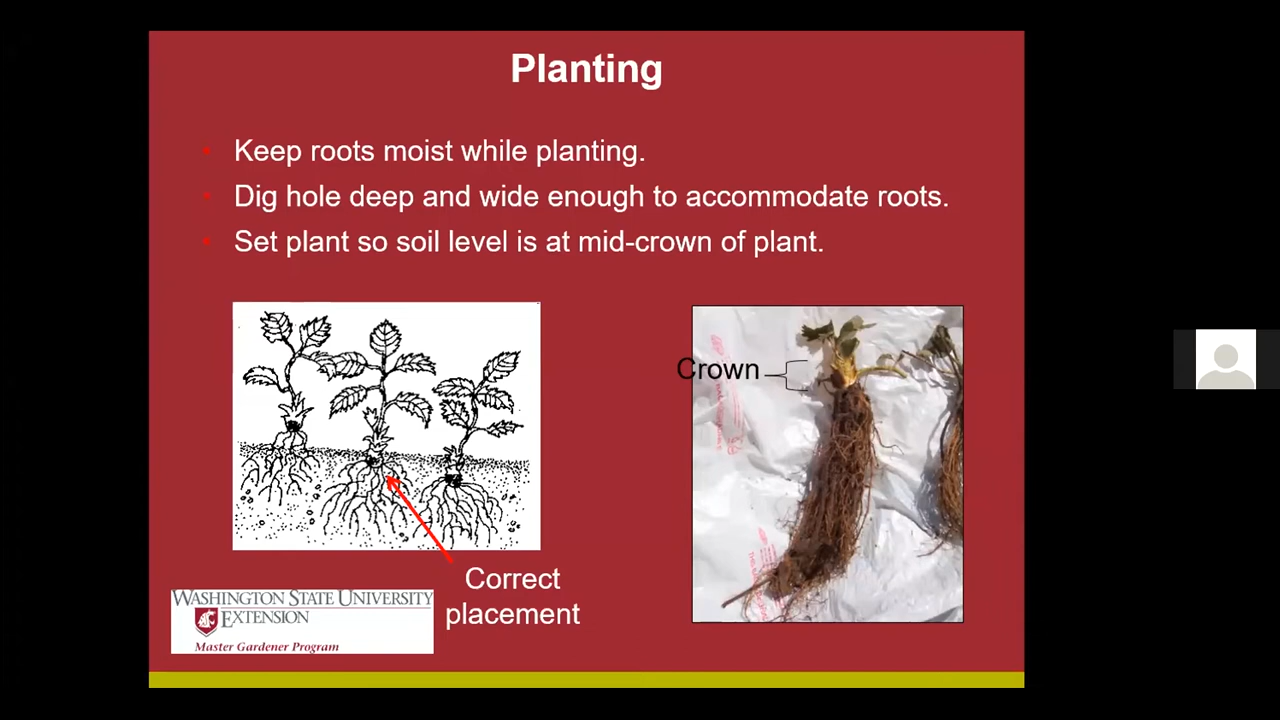 Planting
• Keep roots moist while planting.
• Dig hole deep and wide enough to accommodate roots.
• Set plant so soil level is at mid-crown of plant.
Crown
Correct
placement
WASHINGTON STATE UNIVERSITY
EXTENSION
Master Gardener Program